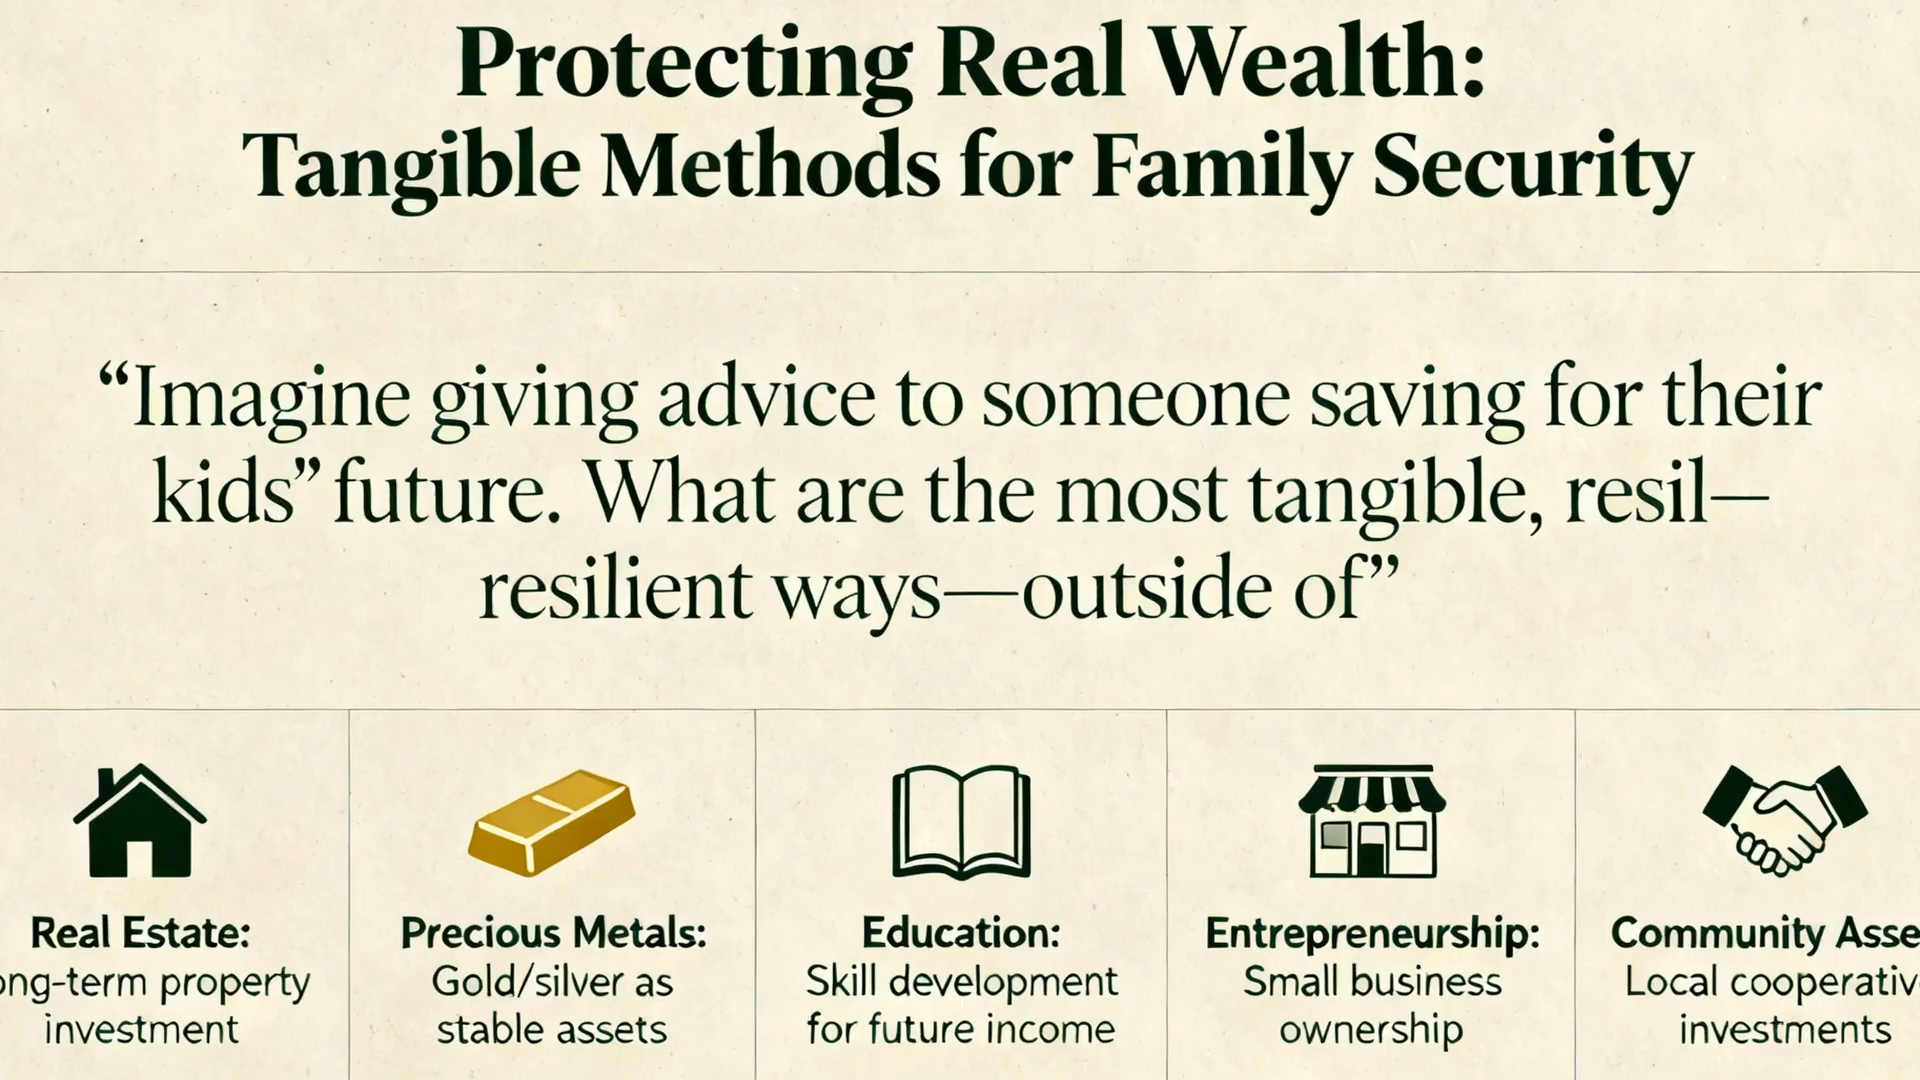 Protecting Real Wealth:
Tangible Methods for Family Security
“Imagine giving advice to someone saving for their
kids” future. What are the most tangible, resil—
resilient ways—outside of”
Real Estate:
ong-term property
investment
Precious Metals:
Gold/silver as
stable assets
Education:
Skill development
for future income
Entrepreneurship:
Small business
ownership
Community Asse
Local cooperativ
investments